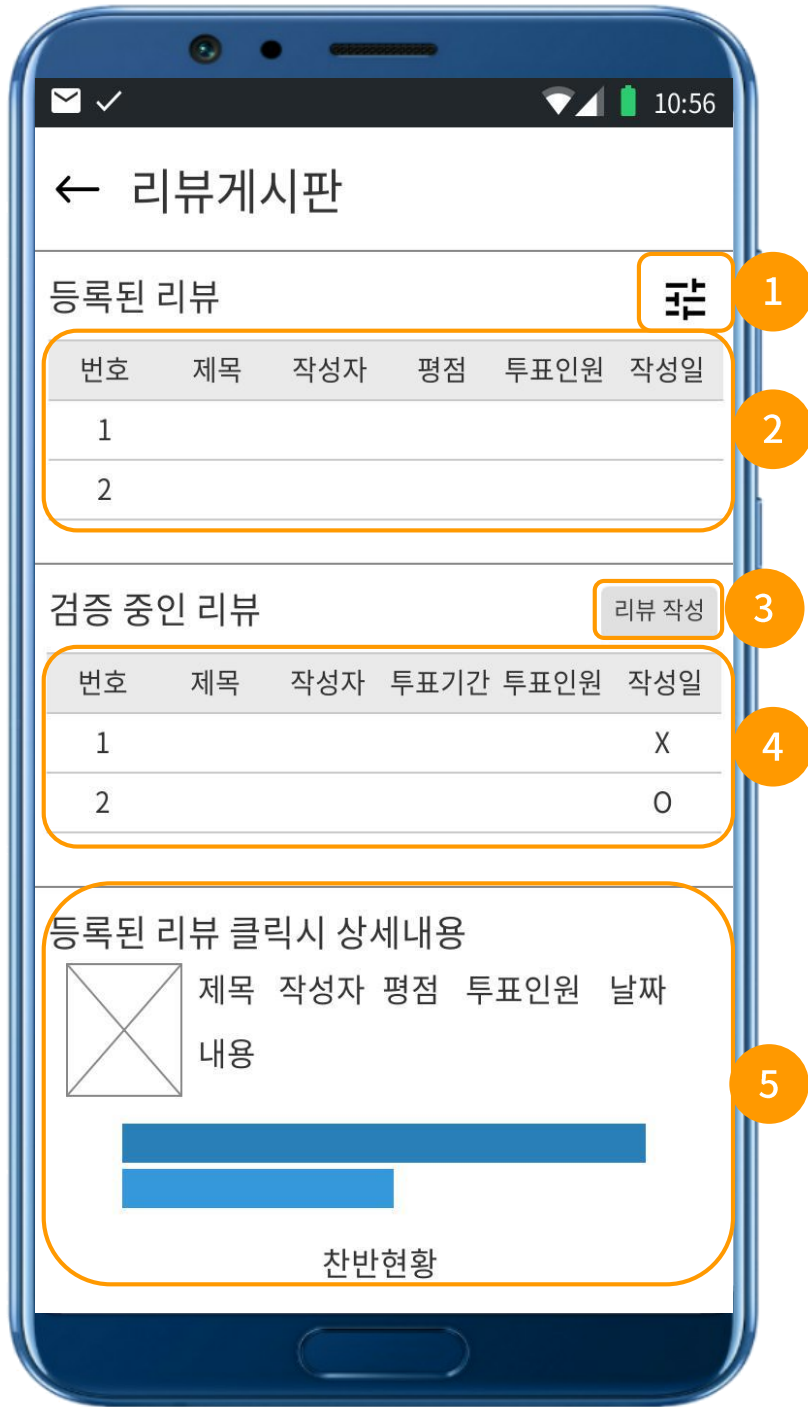 10:56
리뷰게시판
등록된 리뷰
1
번호 제목 작성자 평점 투표인원 작성일
1
2
2
검증 중인 리뷰
리뷰 작성
3
번호 제목 작성자 투표기간 투표인원 작성일
1 X
4
2 O
등록된 리뷰 클릭시 상세내용
제목 작성자 평점 투표인원 날짜
내용
5
찬반현황